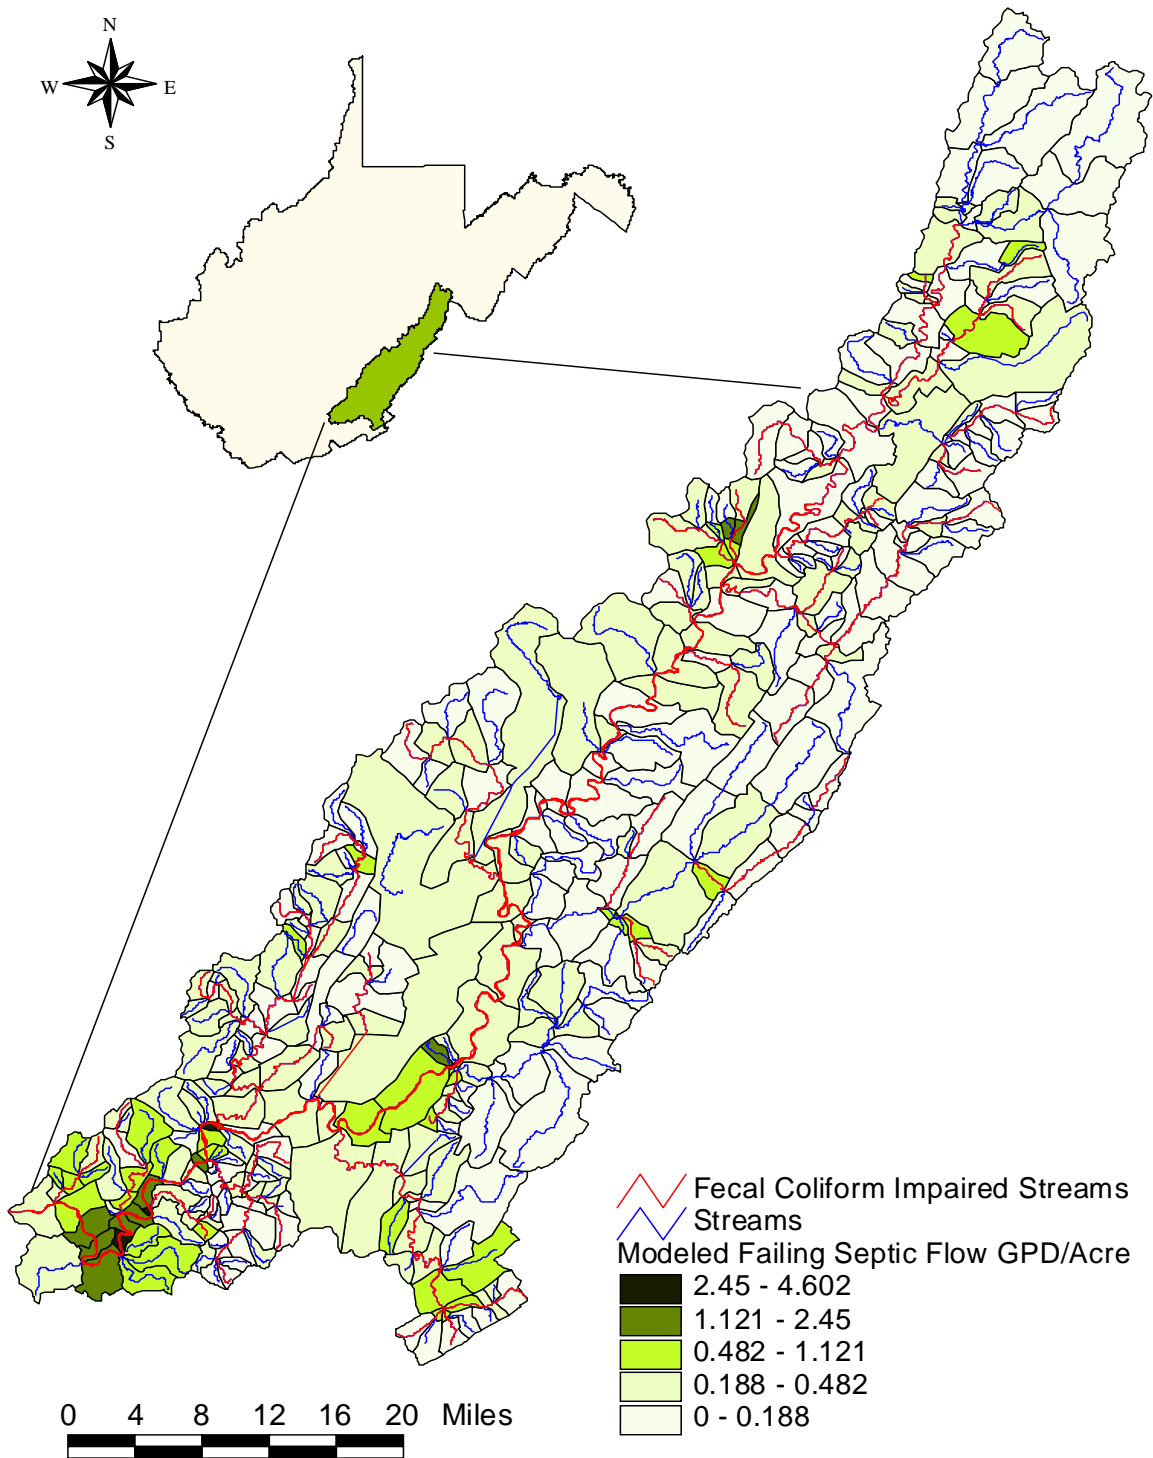 N
W E
S
Fecal Coliform Impaired Streams
Streams
Modeled Failing Septic Flow GPD/Acre
2.45 - 4.602
1.121 - 2.45
0.482 - 1.121
0.188 - 0.482
0 - 0.188
0 4 8 12 16 20 Miles